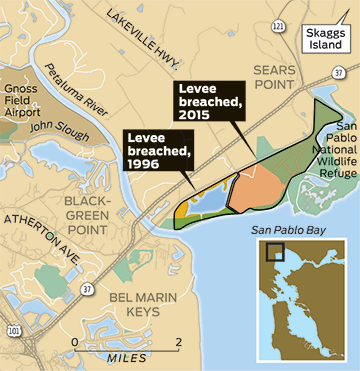 LAKEVILLE HWY.
121
Skaggs
Island
37
SEARS
POINT
Gnoss
Field
Airport
Petaluma River
John Slough
Levee
breached,
2015
Levee
breached,
1996
San
Pablo
National
Wildlife
Refuge
BLACK-
GREEN
POINT
ATHERTON AVE.
San Pablo Bay
37
BEL MARIN
KEYS
101
0 2
MILES